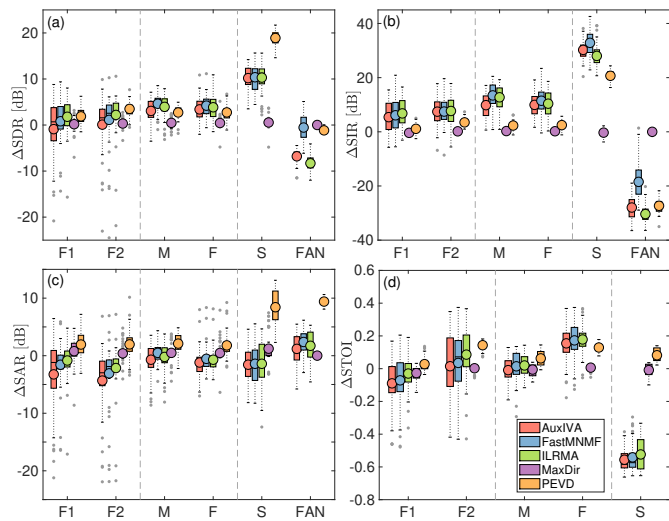 (a)
ΔSDR [dB]
20
10
0
-10
-20
F1 F2 M F S FAN
(b)
ΔSIR [dB]
40
20
0
-20
-40
F1 F2 M F S FAN
(c)
ΔSAR [dB]
10
0
-10
-20
F1 F2 M F S FAN
(d)
ΔSTOI
0.6
0.4
0.2
0
-0.2
-0.4
-0.6
-0.8
AuxIVA
FastMNMF
ILRMA
MaxDir
PEVD
F1 F2 M F S